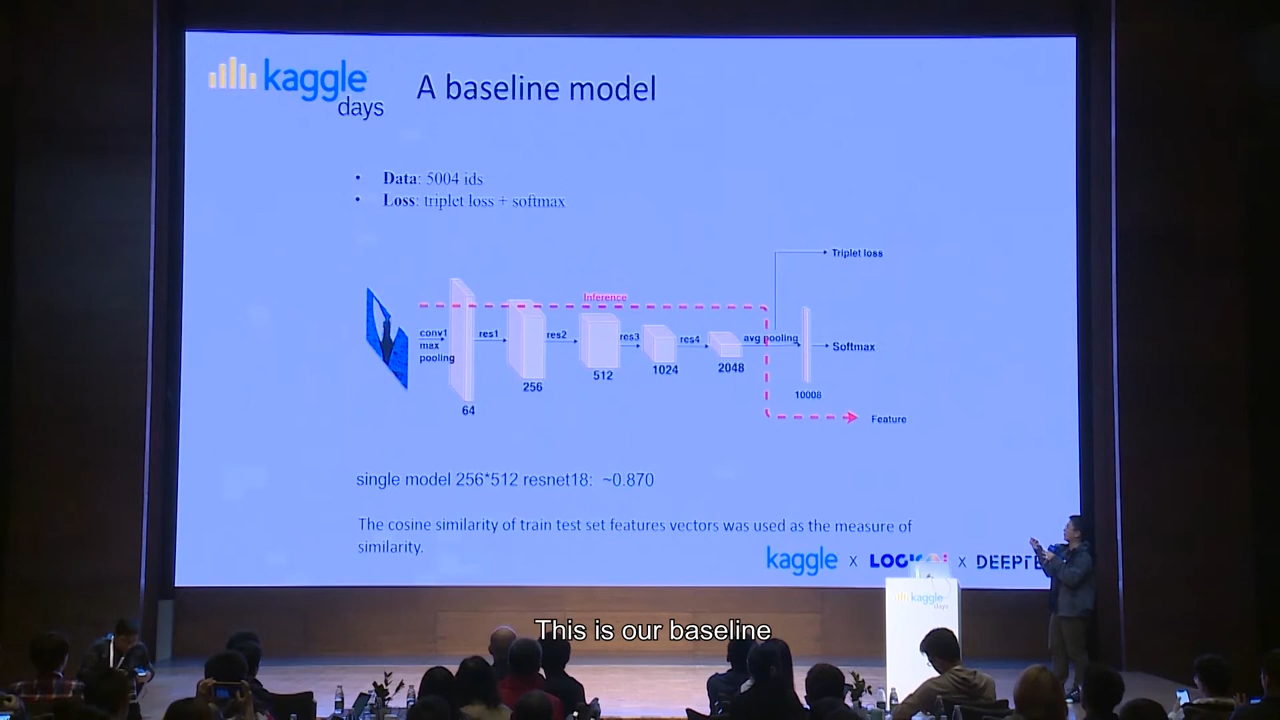 kaggle
days
A baseline model
• Data: 5004 ids
• Loss: triplet loss + softmax
Triplet loss
Inference
conv1
max
pooling
res1
res2
res3
res4
avg pooling
Softmax
64
256
512
1024
2048
10008
Feature
single model 256*512 resnet18: ~0.870
The cosine similarity of train test set features vectors was used as the measure of
similarity.
kaggle x x
kaggle
days
This is our baseline